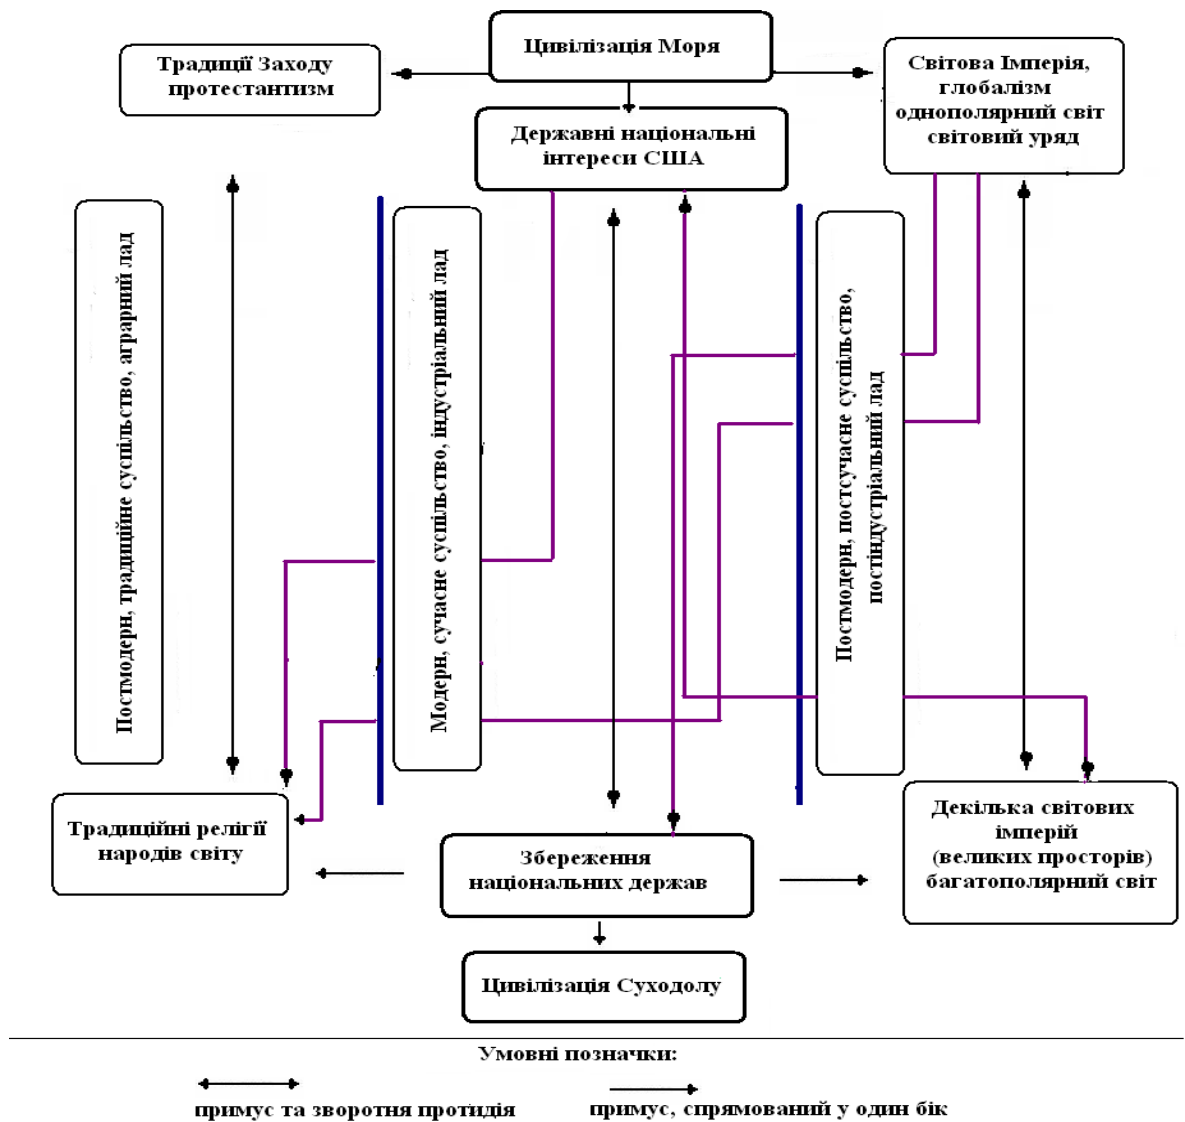 Цивілізація Моря
Традиції Заходу
протестантизм
Світова Імперія,
глобалізм
однополярний світ
світовий уряд
Державні національні
інтереси США
Постмодерн, традиційне суспільство, аграрний лад
Модерн, сучасне суспільство, індустріальний лад
Постмодерн, постсучасне суспільство,
постіндустріальний лад
Традиційні релігії
народів світу
Збереження
національних держав
Декілька світових
імперій
(великих просторів)
багатополярний світ
Цивілізація Суходолу
Умовні позначки:
примус та зворотня протидія
примус, спрямований у один бік